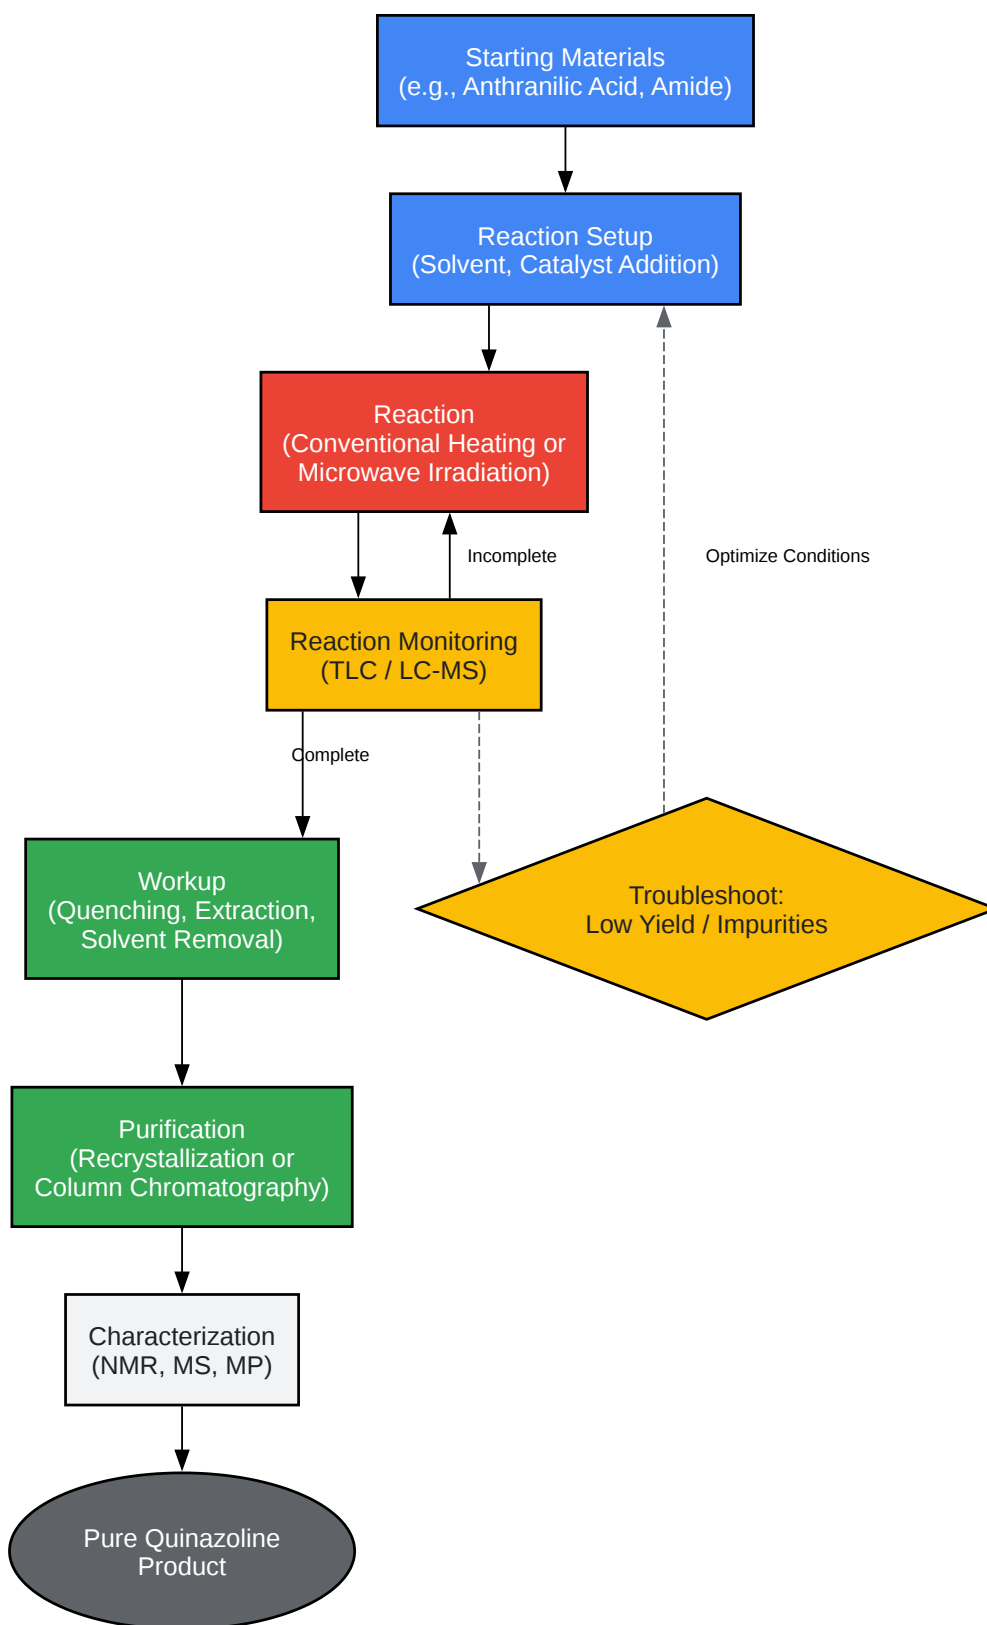 Starting Materials
(e.g., Anthranilic Acid, Amide)
Reaction Setup
(Solvent, Catalyst Addition)
Reaction
(Conventional Heating or
Microwave Irradiation)
Incomplete
Optimize Conditions
Reaction Monitoring
(TLC / LC-MS)
Complete
Workup
(Quenching, Extraction,
Solvent Removal)
Troubleshoot:
Low Yield / Impurities
Purification
(Recrystallization or
Column Chromatography)
Characterization
(NMR, MS, MP)
Pure Quinazoline
Product